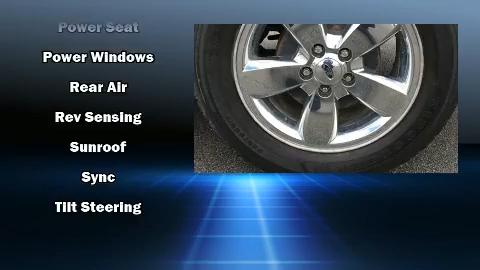 Power Seat
Power Windows
Rear Air
Rev Sensing
Sunroof
Sync
Tilt Steering